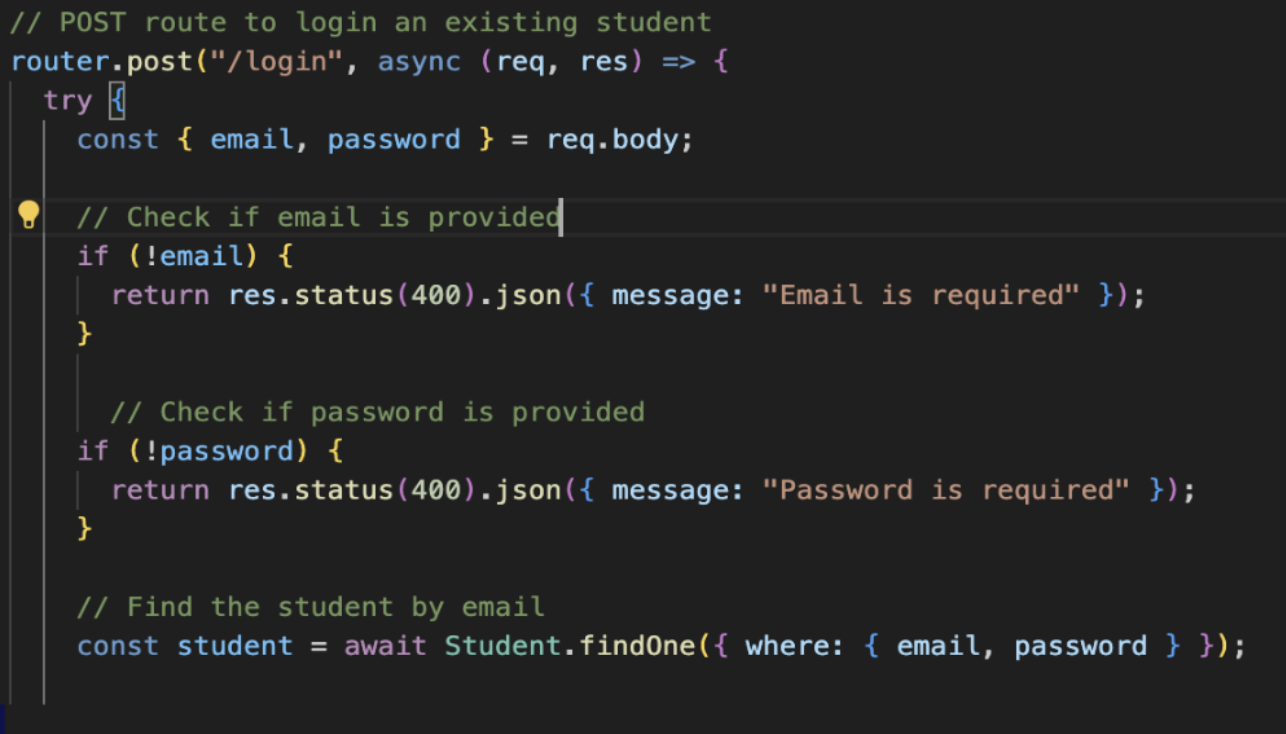 // POST route to login an existing student
router.post("/login", async (req, res) => {
try {
const { email, password } = req.body;
// Check if email is provided
if (!email) {
return res.status(400).json({ message: "Email is required" });
}
// Check if password is provided
if (!password) {
return res.status(400).json({ message: "Password is required" });
}
// Find the student by email
const student = await Student.findOne({ where: { email, password } });